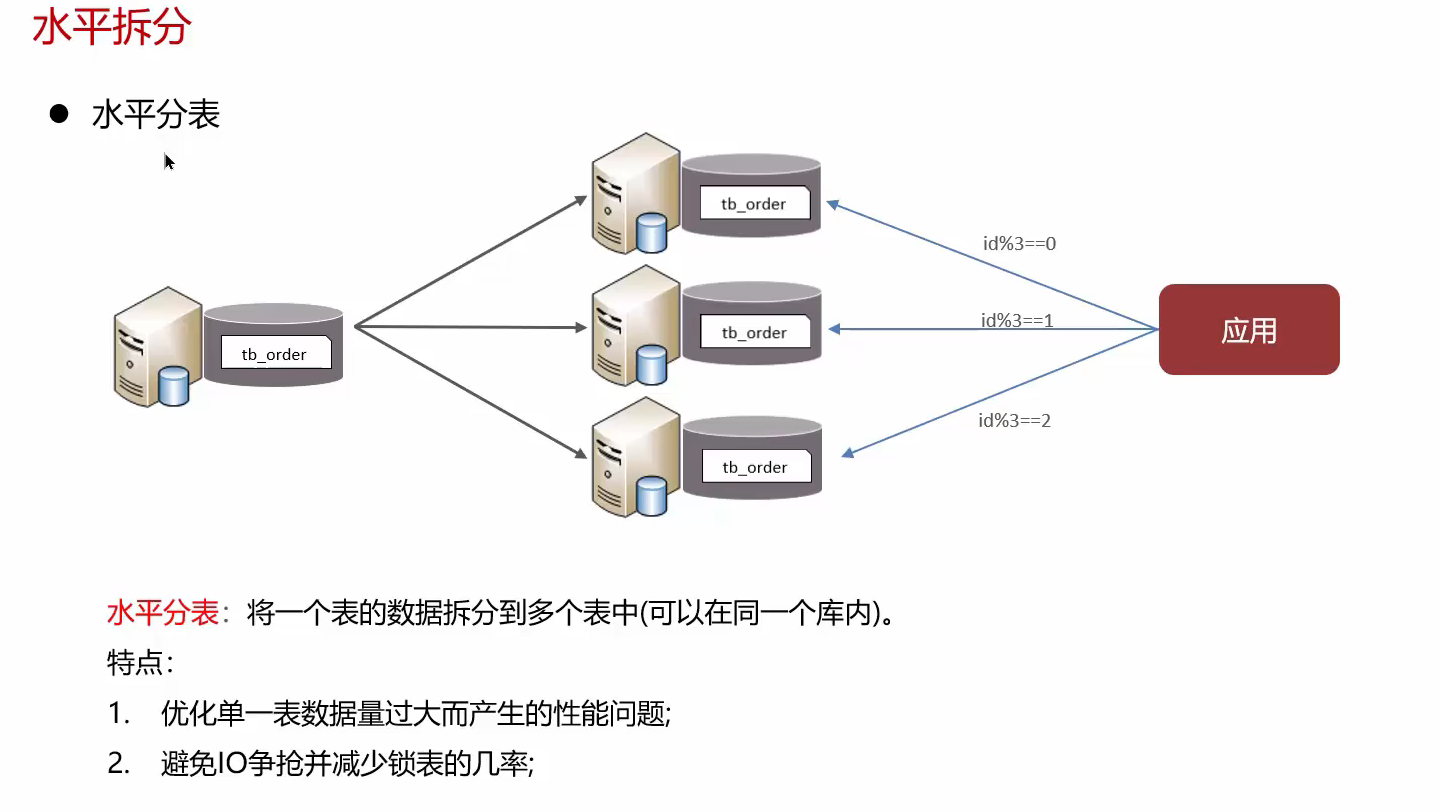 水平拆分
● 水平分表
tb_order
id%3==0
tb_order
id%3==1
应用
tb_order
id%3==2
tb_order
水平分表：将一个表的数据拆分到多个表中(可以在同一个库内)。
特点：
1. 优化单一表数据量过大而产生的性能问题;
2. 避免IO争抢并减少锁表的几率;